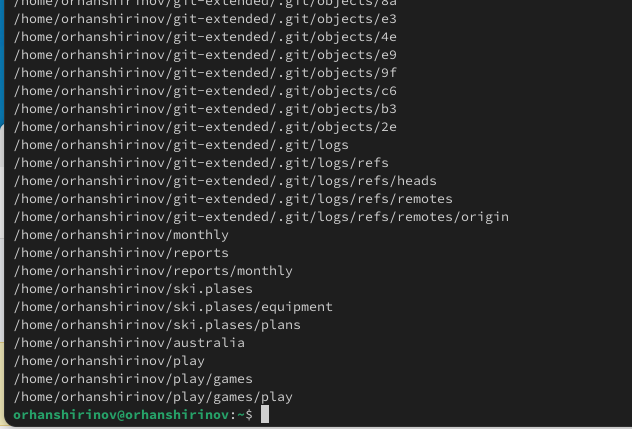 /home/orhanshirinov/git-extended/.git/objects/8a
/home/orhanshirinov/git-extended/.git/objects/e3
/home/orhanshirinov/git-extended/.git/objects/4e
/home/orhanshirinov/git-extended/.git/objects/e9
/home/orhanshirinov/git-extended/.git/objects/9f
/home/orhanshirinov/git-extended/.git/objects/c6
/home/orhanshirinov/git-extended/.git/objects/b3
/home/orhanshirinov/git-extended/.git/objects/2e
/home/orhanshirinov/git-extended/.git/logs
/home/orhanshirinov/git-extended/.git/logs/refs
/home/orhanshirinov/git-extended/.git/logs/refs/heads
/home/orhanshirinov/git-extended/.git/logs/refs/remotes
/home/orhanshirinov/git-extended/.git/logs/refs/remotes/origin
/home/orhanshirinov/monthly
/home/orhanshirinov/reports
/home/orhanshirinov/reports/monthly
/home/orhanshirinov/ski.plases
/home/orhanshirinov/ski.plases/equipment
/home/orhanshirinov/ski.plases/plans
/home/orhanshirinov/australia
/home/orhanshirinov/play
/home/orhanshirinov/play/games
/home/orhanshirinov/play/games/play
orhanshirinov@orhanshirinov:~$